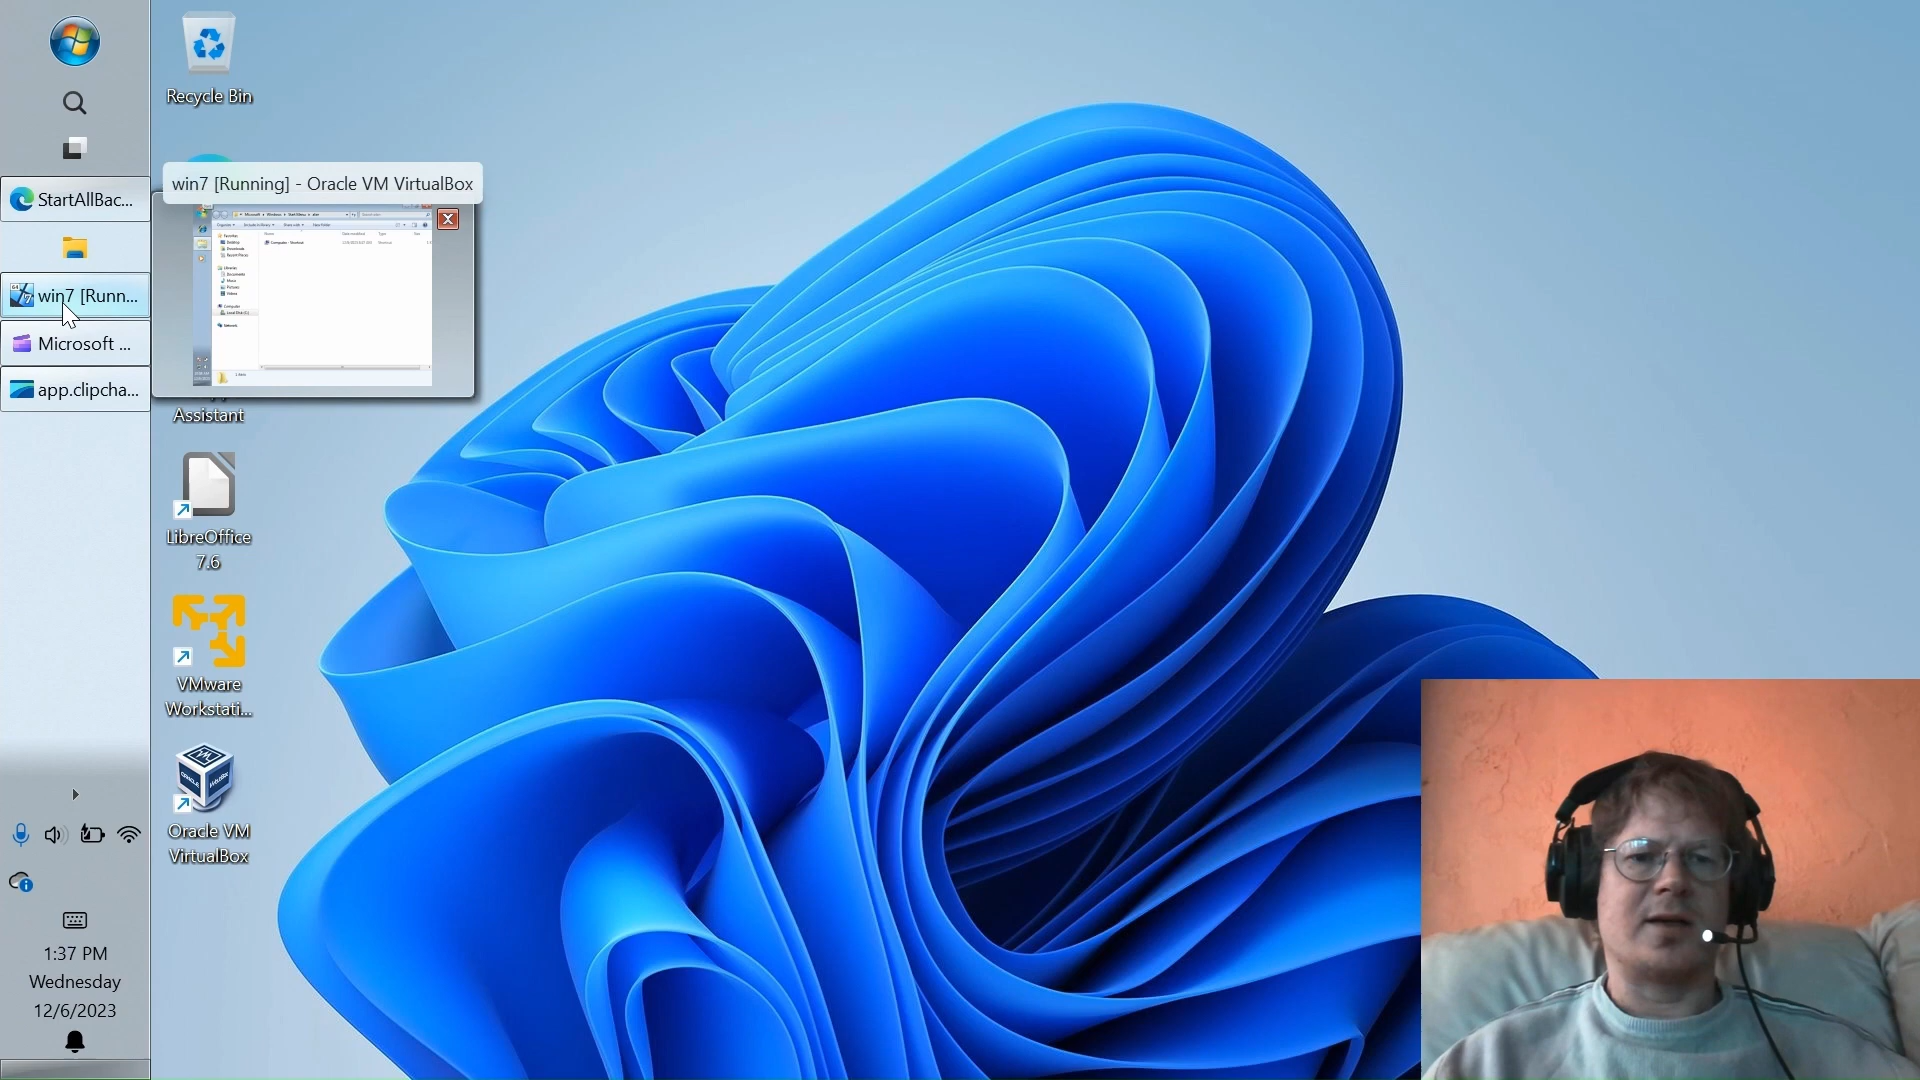 Recycle Bin
win7 [Running] - Oracle VM VirtualBox
StartAllBac...
win7 [Runn...
Microsoft ...
app.clipcha...
Assistant
LibreOffice
7.6
VMware
Workstati...
Oracle VM
VirtualBox
1:37 PM
Wednesday
12/6/2023